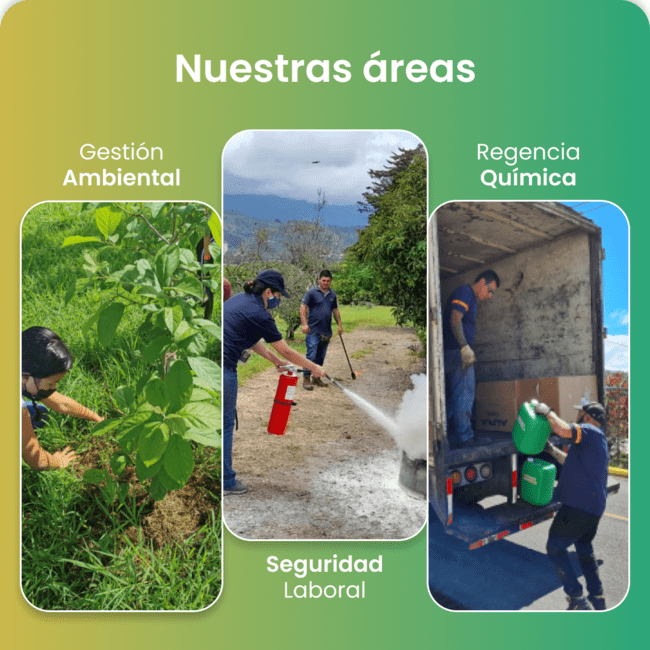 Nuestras áreas
Gestión
Ambiental
Seguridad
Laboral
Regencia
Química